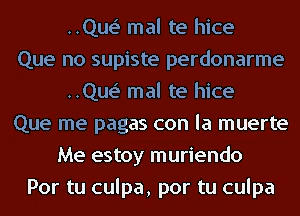 ..Qué mal te hice
Que no supiste perdonarme
..Qué mal te hice
Que me pagas con la muerte
Me estoy muriendo
Por tu culpa, por tu culpa